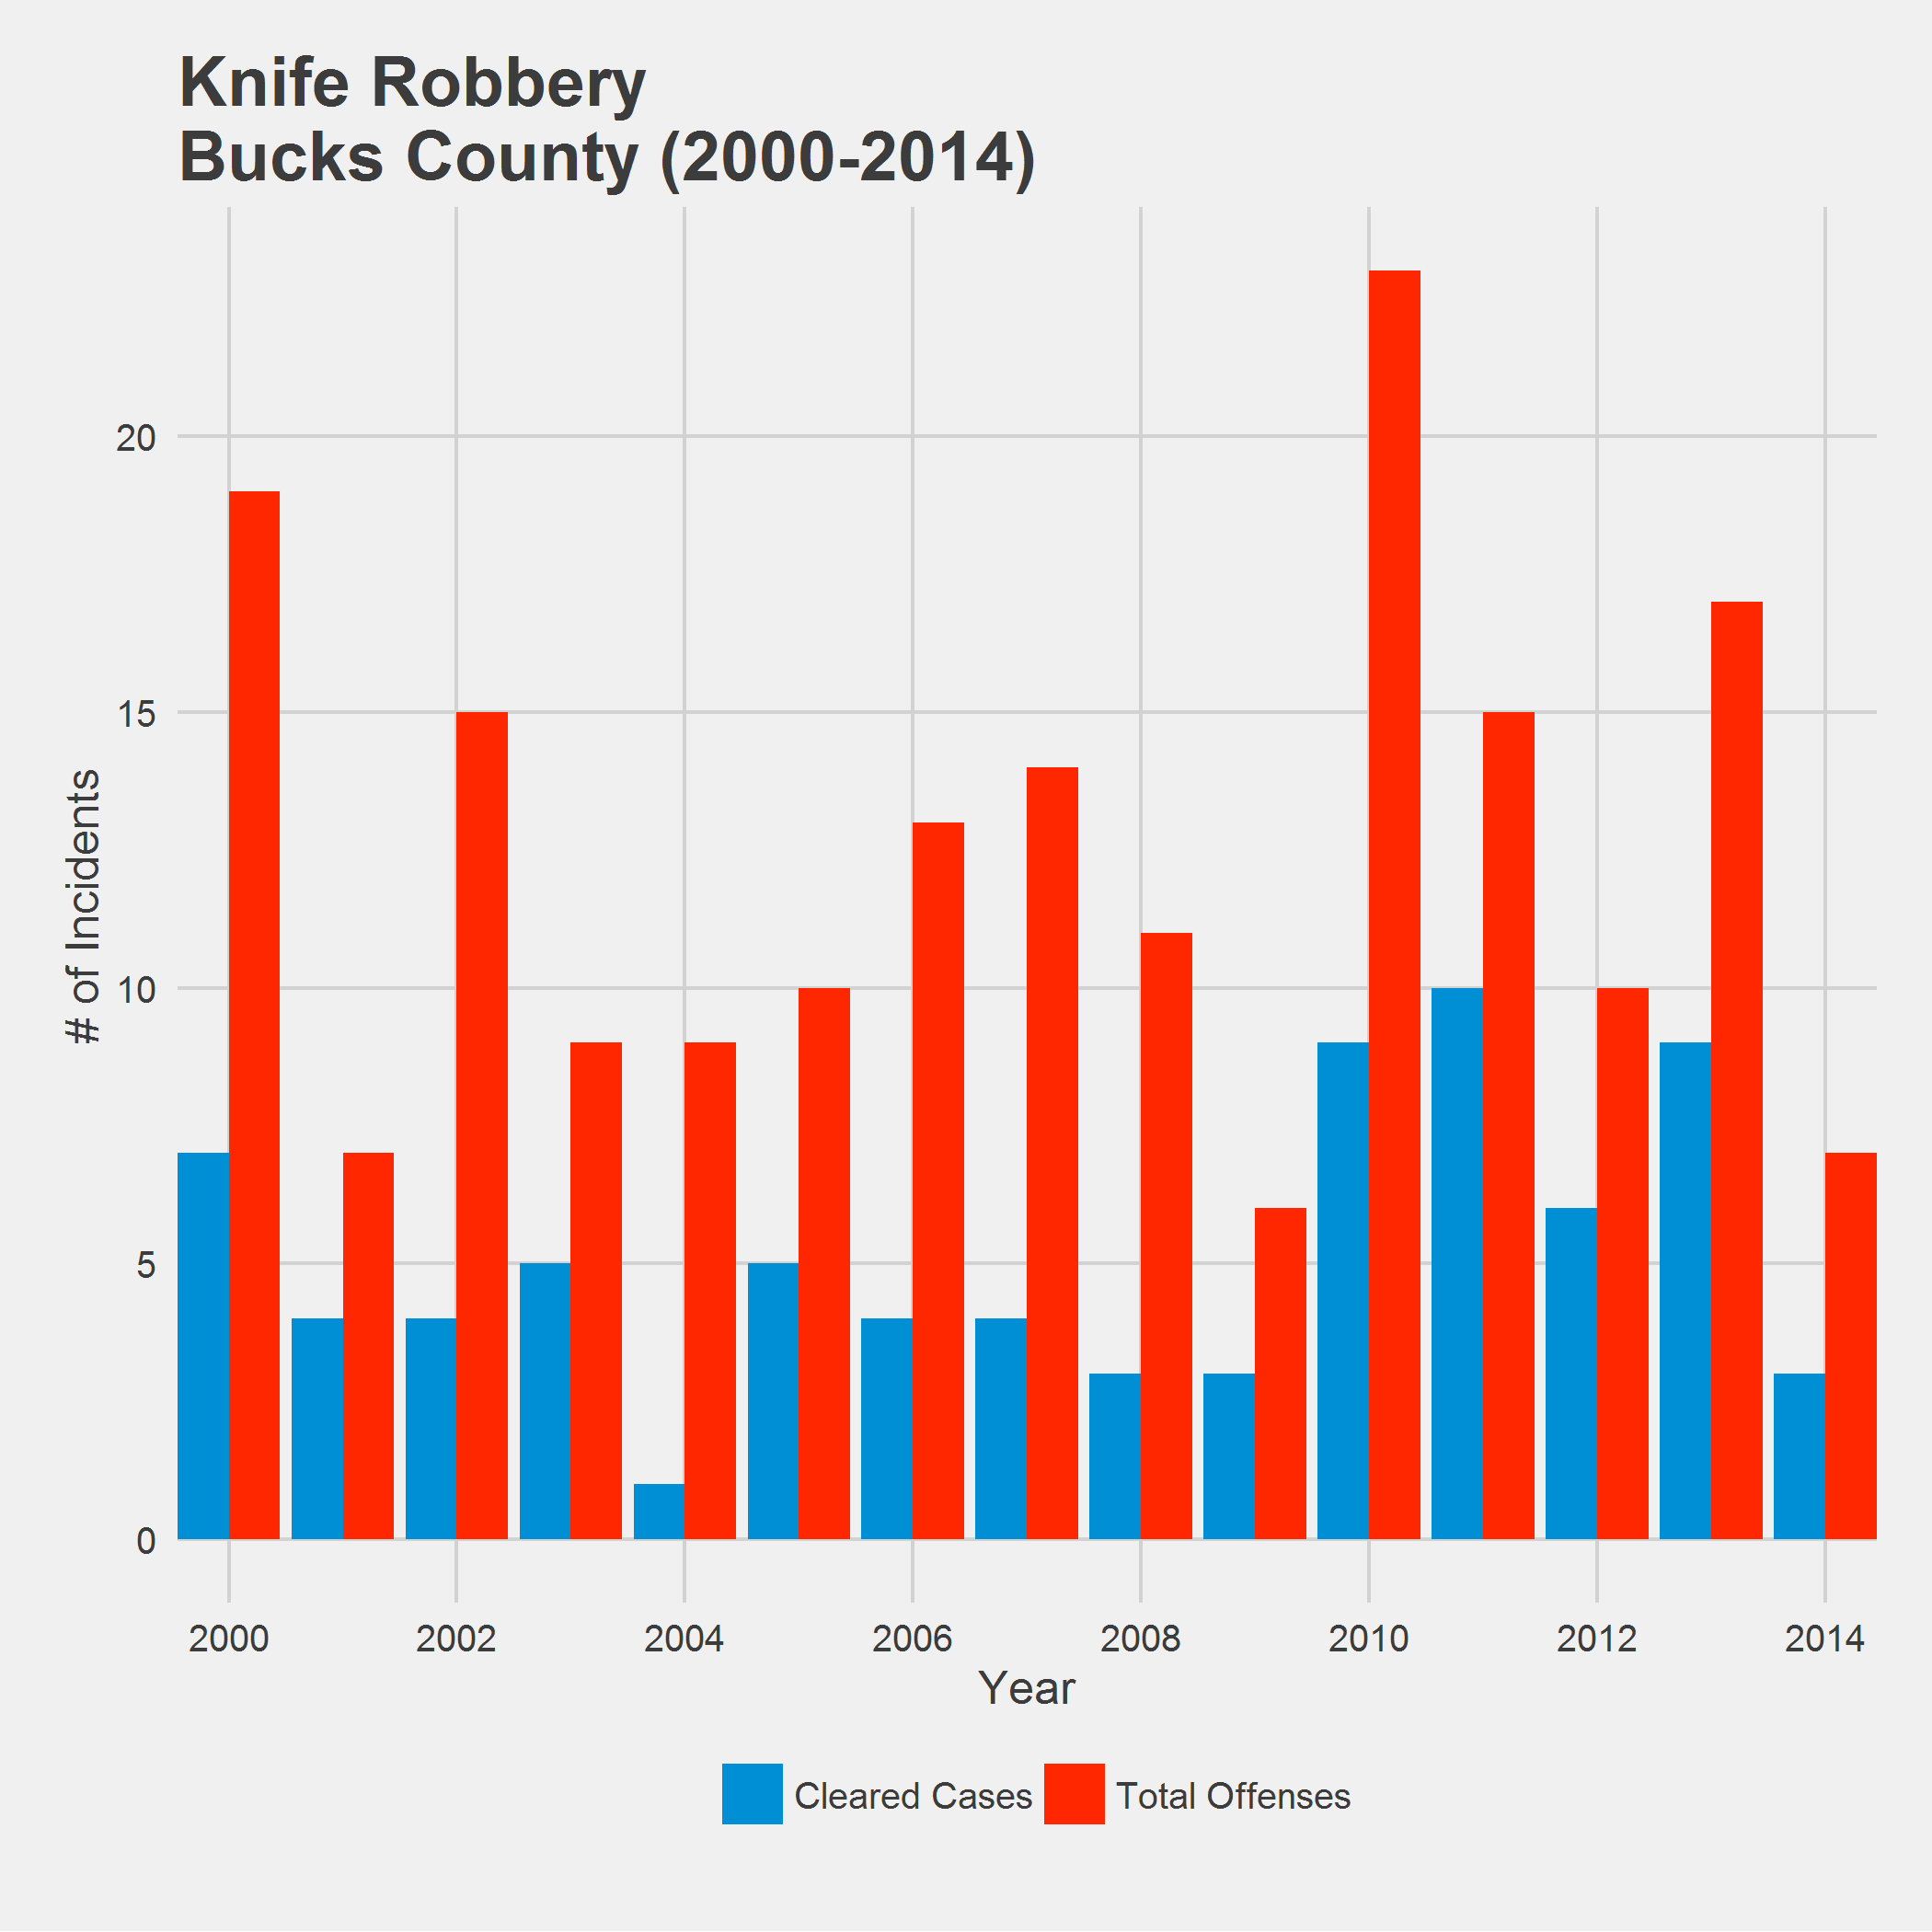 Knife Robbery
Bucks County (2000-2014)
# of Incidents
20
15
10
5
0
2000 2002 2004 2006 2008 2010 2012 2014
Year
Cleared Cases Total Offenses